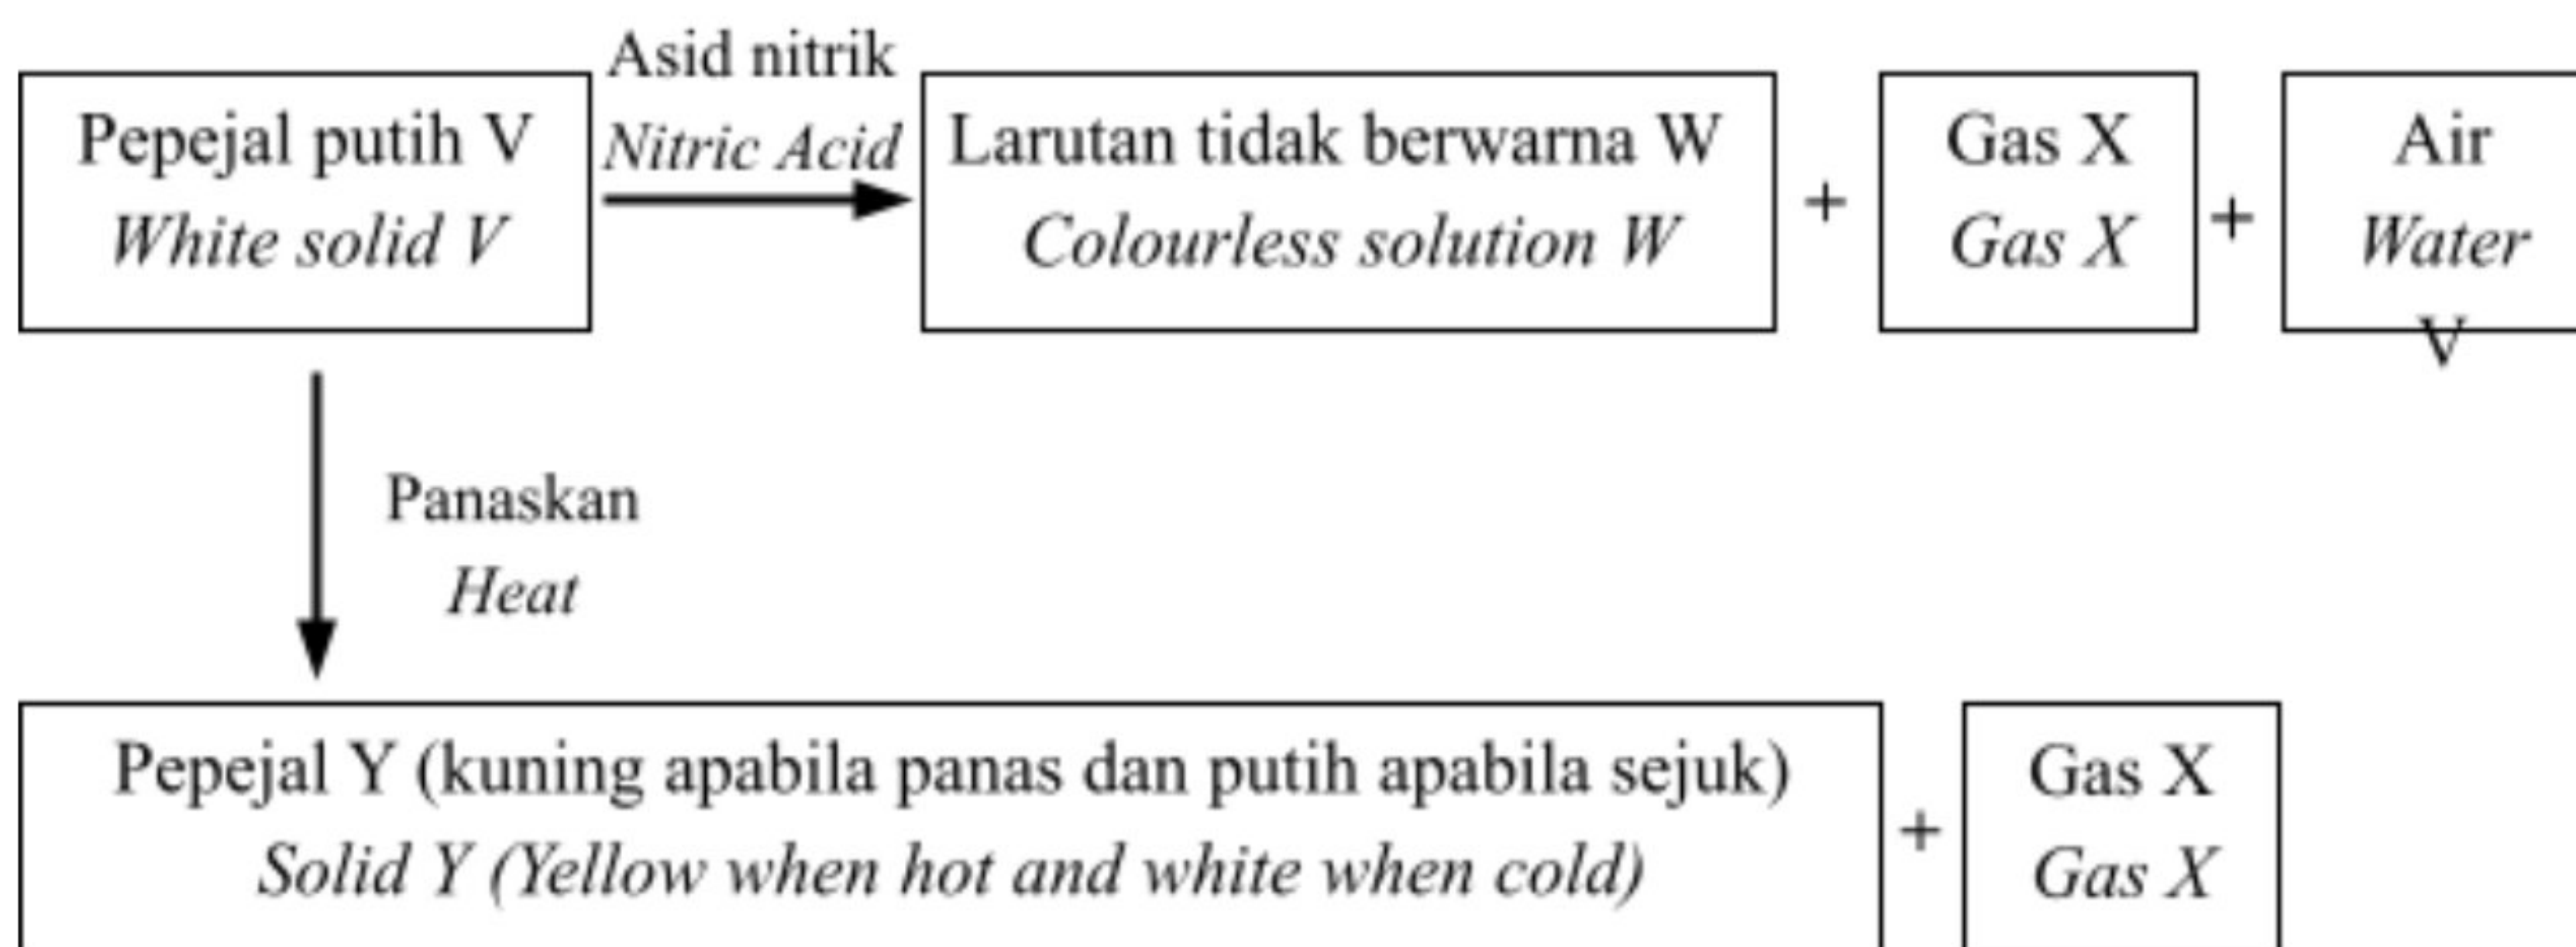 Asid nitrik
Nitric Acid
Pepejal putih V
White solid V
Larutan tidak berwarna W
Colourless solution W
+
Gas X
Gas X
+
Air
Water
V
Panaskan
Heat
Pepejal Y (kuning apabila panas dan putih apabila sejuk)
Solid Y (Yellow when hot and white when cold)
+
Gas X
Gas X